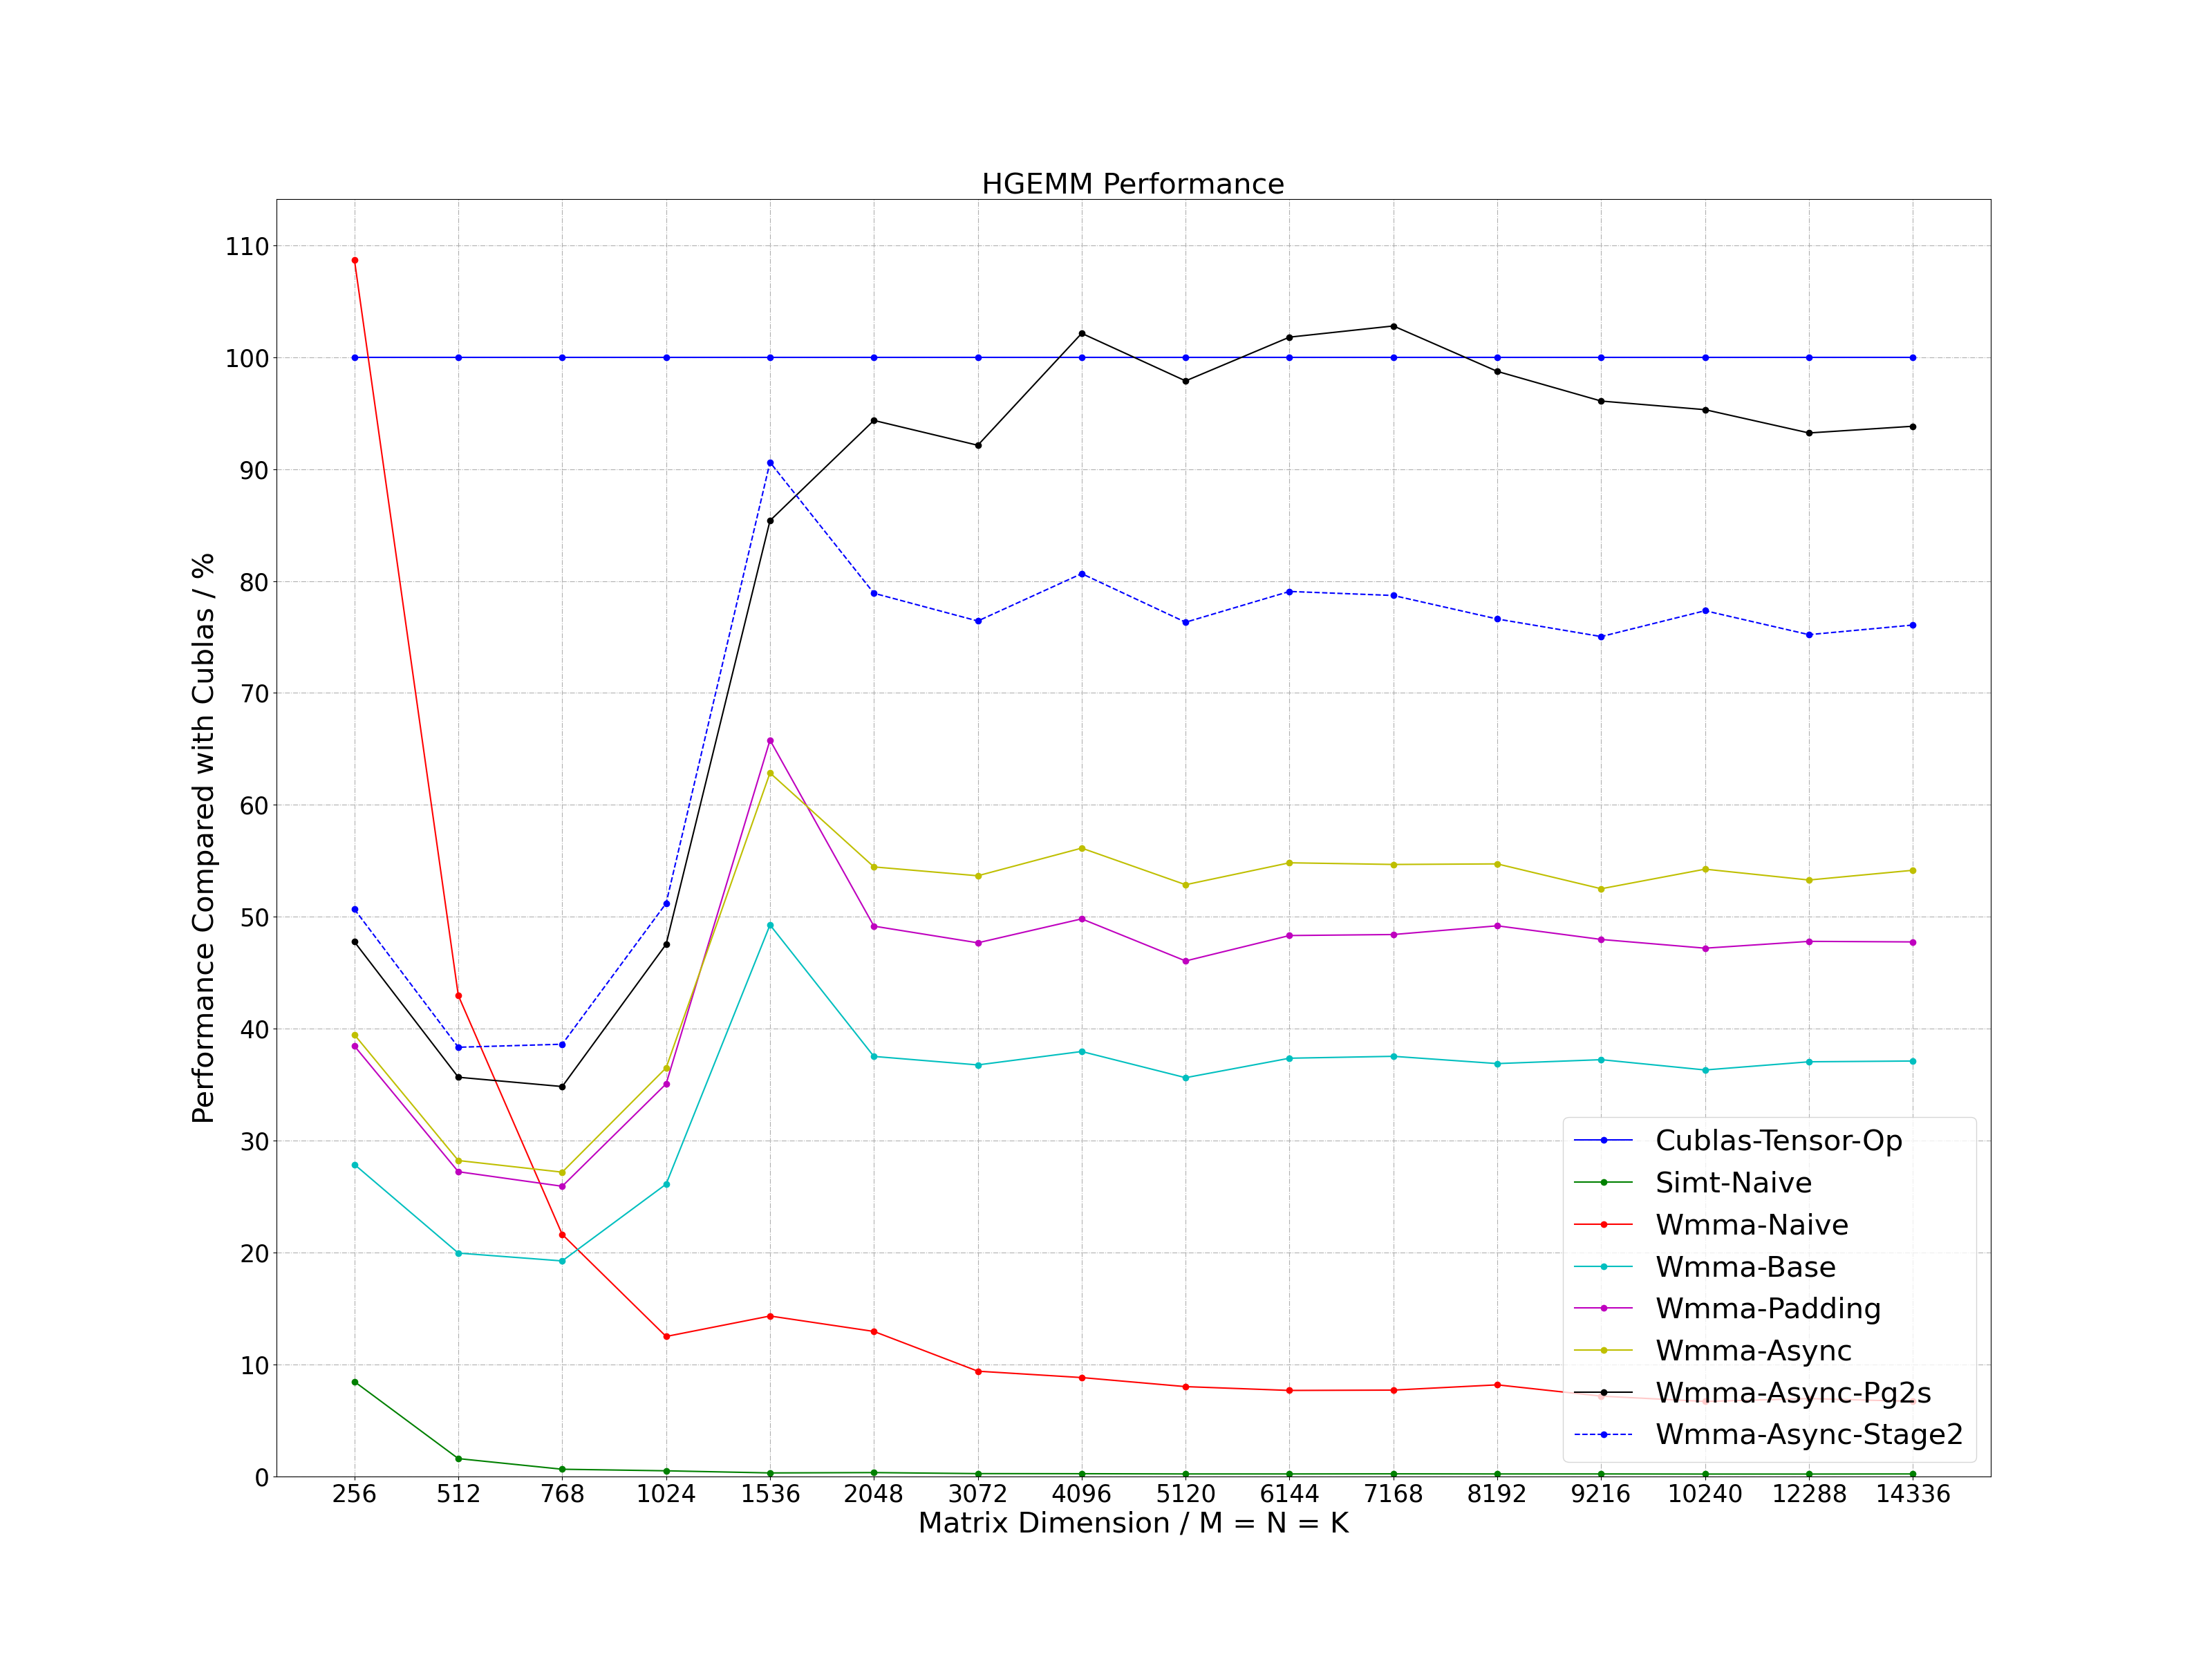 HGEMM Performance
Performance Compared with Cublas / %
110
100
90
80
70
60
50
40
30
20
10
0
256 512 768 1024 1536 2048 3072 4096 5120 6144 7168 8192 9216 10240 12288 14336
Matrix Dimension / M = N = K
Cublas-Tensor-Op
Simt-Naive
Wmma-Naive
Wmma-Base
Wmma-Padding
Wmma-Async
Wmma-Async-Pg2s
Wmma-Async-Stage2